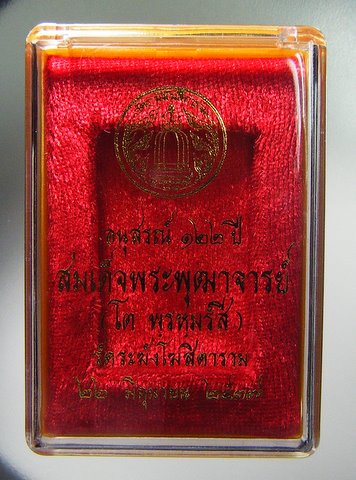 อนุสรณ์ ๑๒๒ ปี
สมเด็จพระพุฒาจารย์
(โต พรหฺมรํสี)
วัดระฆังโฆสิตาราม
๒๒ มิถุนายน ๒๕๓๗